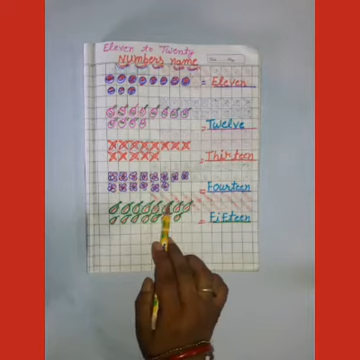 Eleven to Twenty
Numbers name
= Eleven
= Twelve
= Thirteen
= Fourteen
= Fifteen